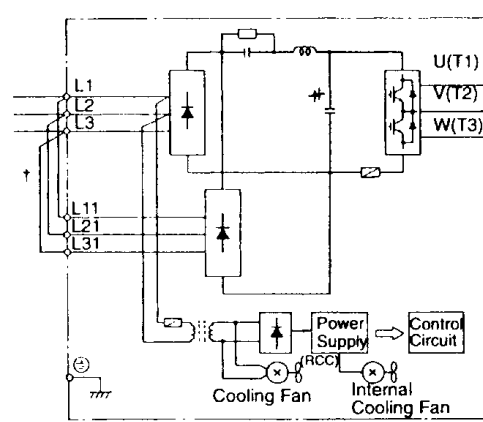 L1
L2
L3
U(T1)
V(T2)
W(T3)
L11
L21
L31
Power
Supply
Control
Circuit
(RCC)
Cooling Fan
Internal
Cooling Fan